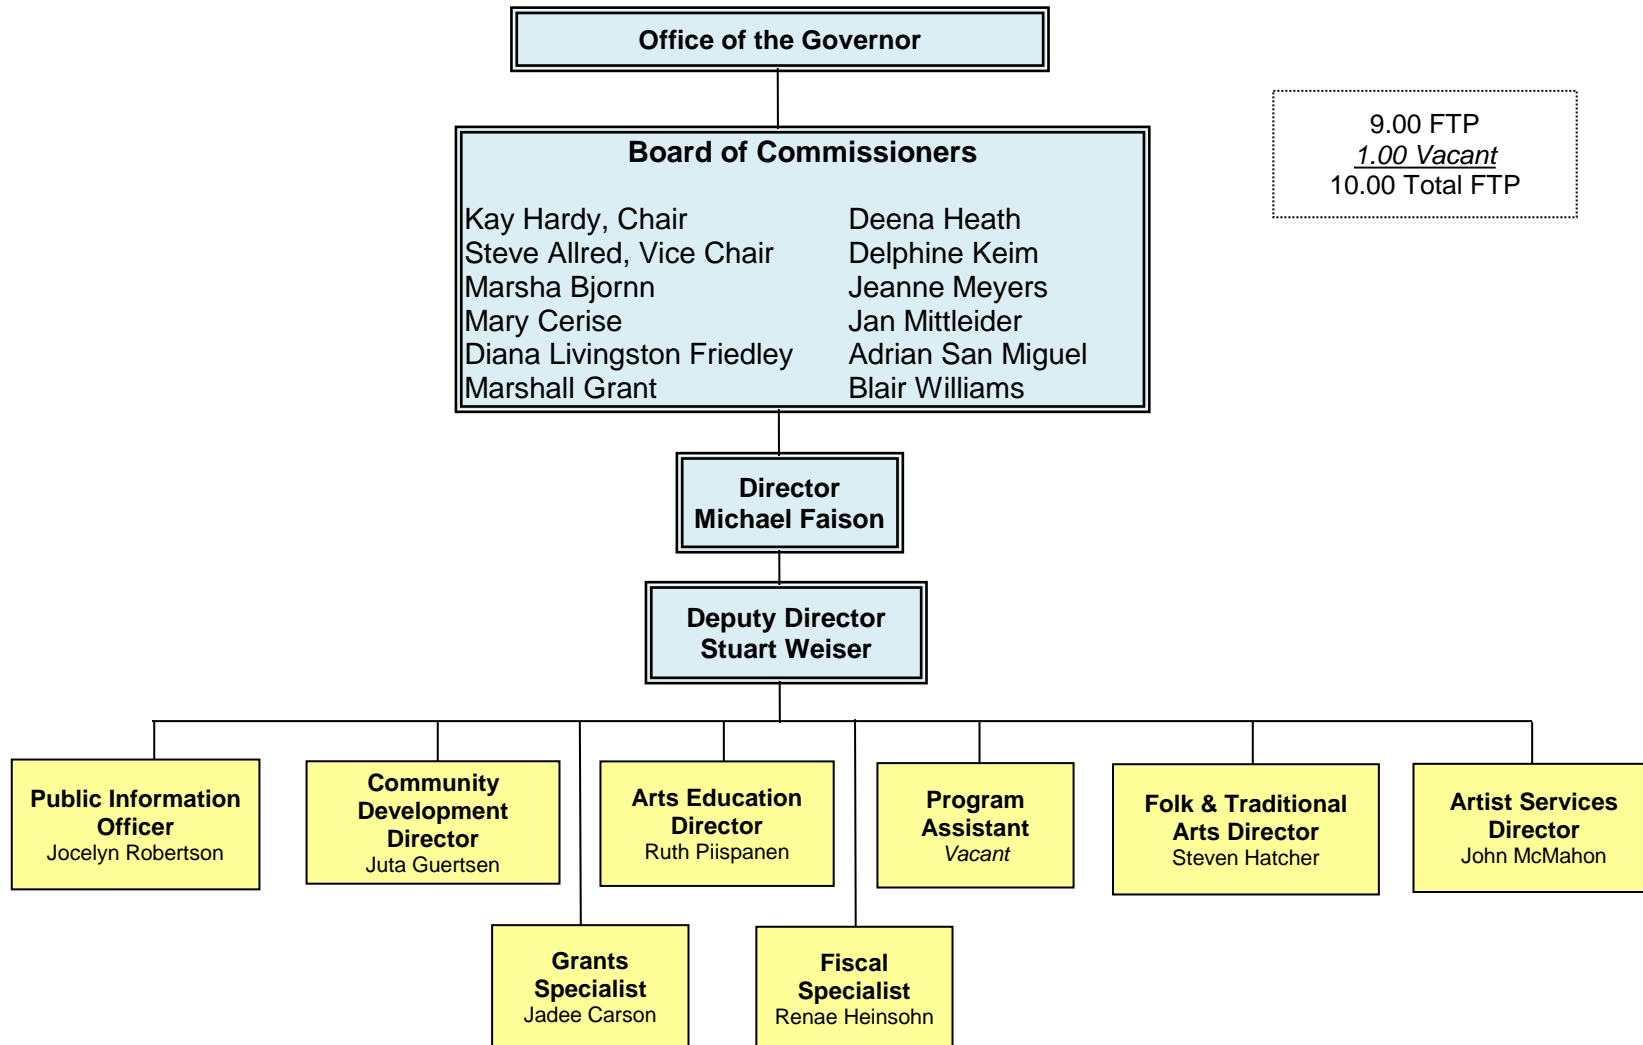 Office of the Governor
9.00 FTP
1.00 Vacant
10.00 Total FTP
Board of Commissioners
Kay Hardy, Chair
Steve Allred, Vice Chair
Marsha Bjornn
Mary Cerise
Diana Livingston Friedley
Marshall Grant
Deena Heath
Delphine Keim
Jeanne Meyers
Jan Mittleider
Adrian San Miguel
Blair Williams
Director
Michael Faison
Deputy Director
Stuart Weiser
Public Information
Officer
Jocelyn Robertson
Community
Development
Director
Juta Guertsen
Arts Education
Director
Ruth Piispanen
Program
Assistant
Vacant
Folk & Traditional
Arts Director
Steven Hatcher
Artist Services
Director
John McMahon
Grants
Specialist
Jadee Carson
Fiscal
Specialist
Renae Heinsohn